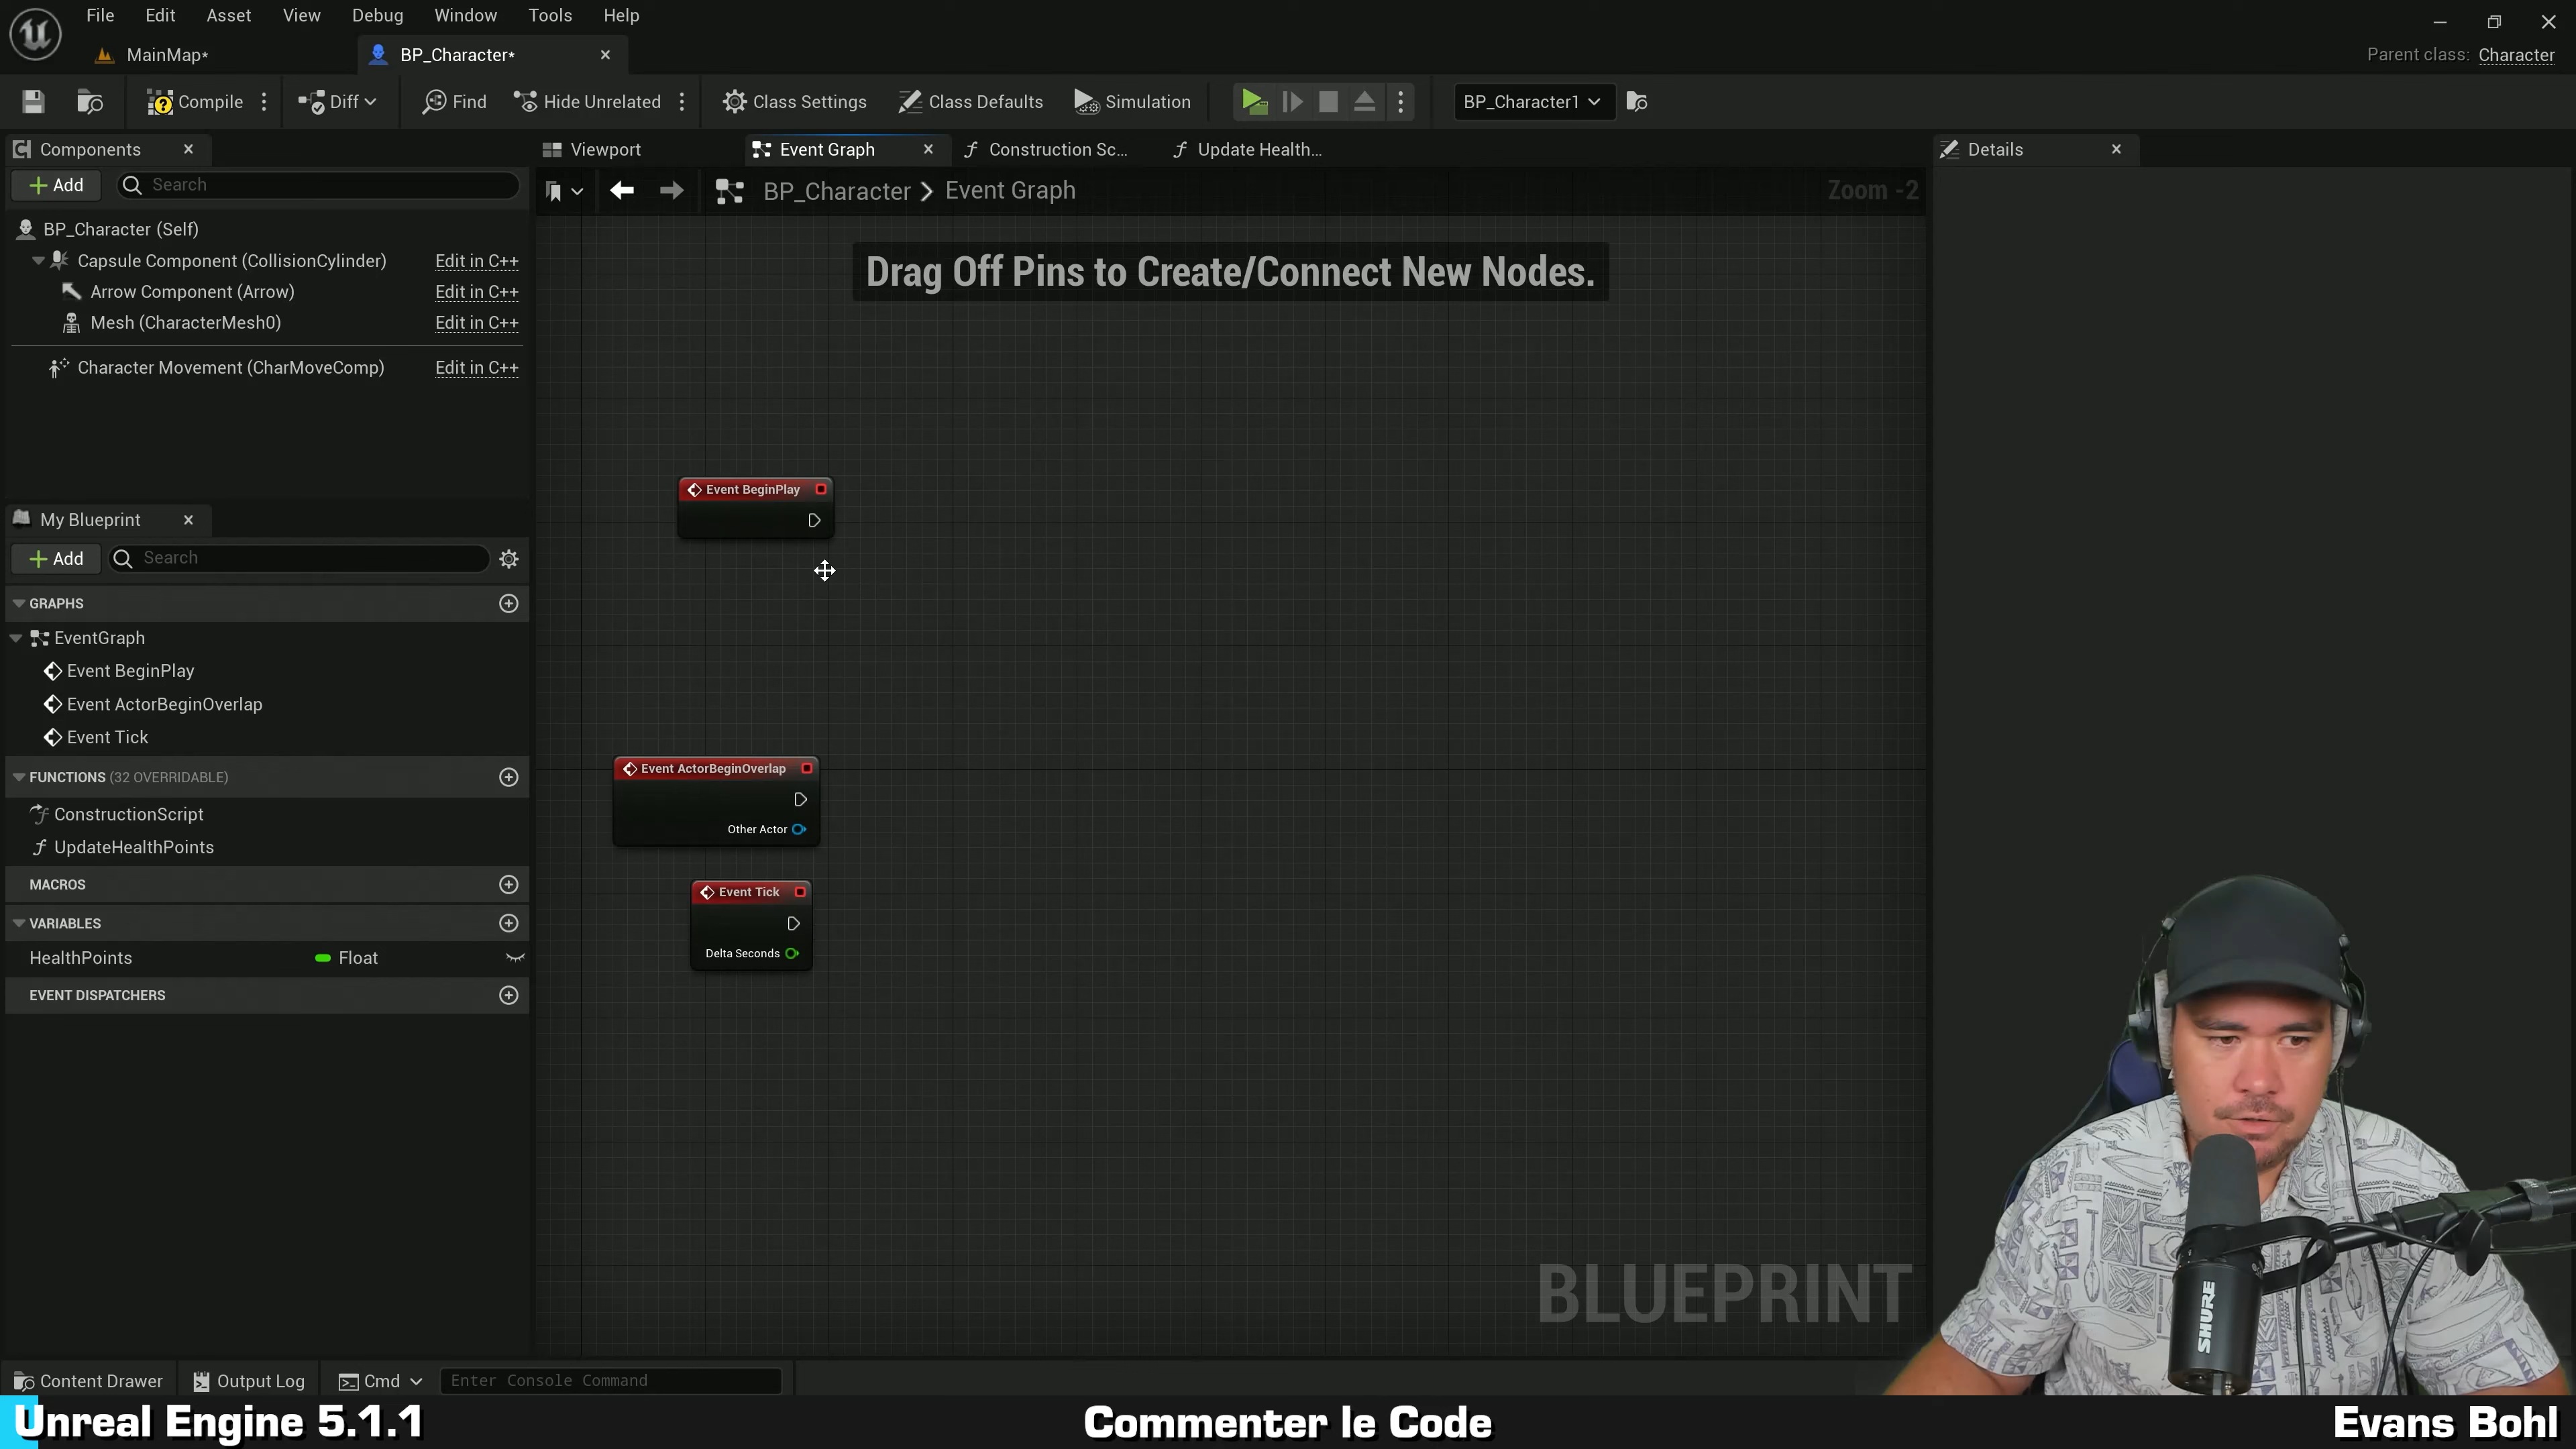 File Edit Asset View Debug Window Tools Help
MainMap* BP_Character*
Parent class: Character
Compile Diff Find Hide Unrelated Class Settings Class Defaults Simulation BP_Character1
Components
Viewport Event Graph Construction Sc... Update Health...
Details
Add Search
BP_Character > Event Graph
Zoom -2
BP_Character (Self)
Capsule Component (CollisionCylinder) Edit in C++
Arrow Component (Arrow) Edit in C++
Mesh (CharacterMesh0) Edit in C++
Character Movement (CharMoveComp) Edit in C++
Drag Off Pins to Create/Connect New Nodes.
My Blueprint
Add Search
GRAPHS
EventGraph
Event BeginPlay
Event ActorBeginOverlap
Event Tick
FUNCTIONS (32 OVERRIDABLE)
ConstructionScript
UpdateHealthPoints
MACROS
VARIABLES
HealthPoints Float
EVENT DISPATCHERS
Event BeginPlay
Event ActorBeginOverlap
Other Actor
Event Tick
Delta Seconds
BLUEPRINT
SHURE
Content Drawer Output Log Cmd Enter Console Command
Unreal Engine 5.1.1 Commenter le Code Evans Bohl